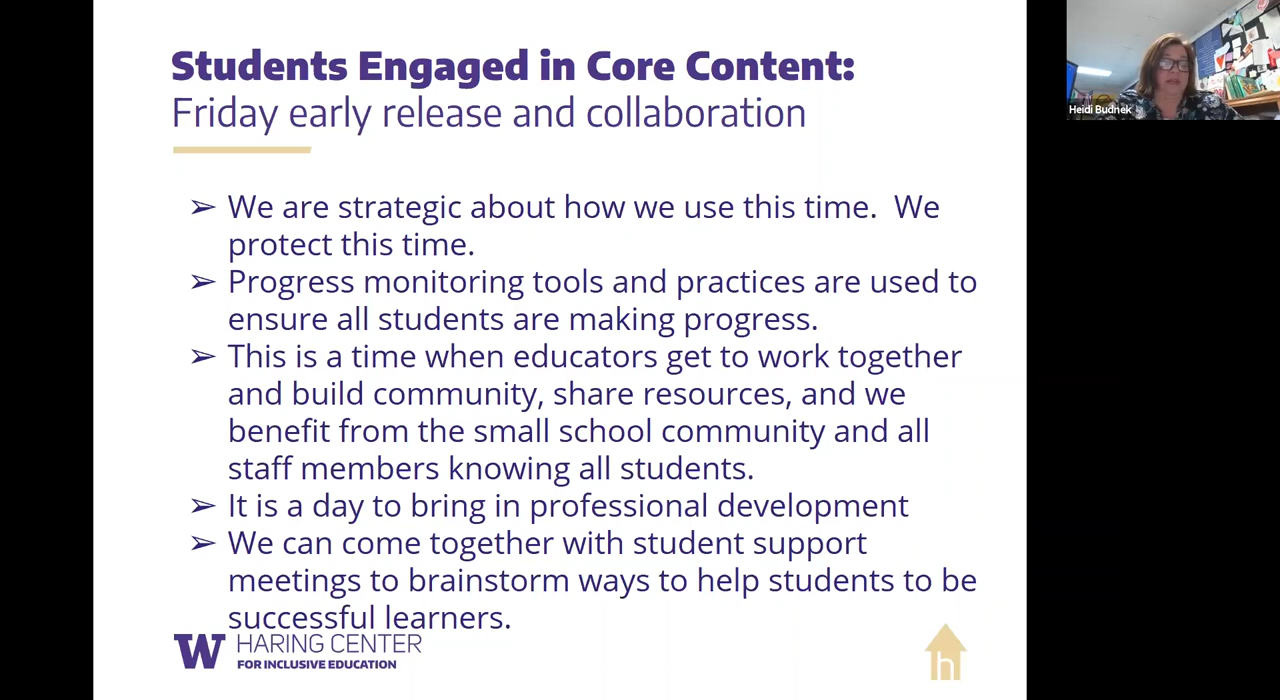 Students Engaged in Core Content:
Friday early release and collaboration
➢ We are strategic about how we use this time.  We
protect this time.
➢ Progress monitoring tools and practices are used to
ensure all students are making progress.
➢ This is a time when educators get to work together
and build community, share resources, and we
benefit from the small school community and all
staff members knowing all students.
➢ It is a day to bring in professional development
➢ We can come together with student support
meetings to brainstorm ways to help students to be
successful learners.
W HARING CENTER
FOR INCLUSIVE EDUCATION
h
Heidi Budnek